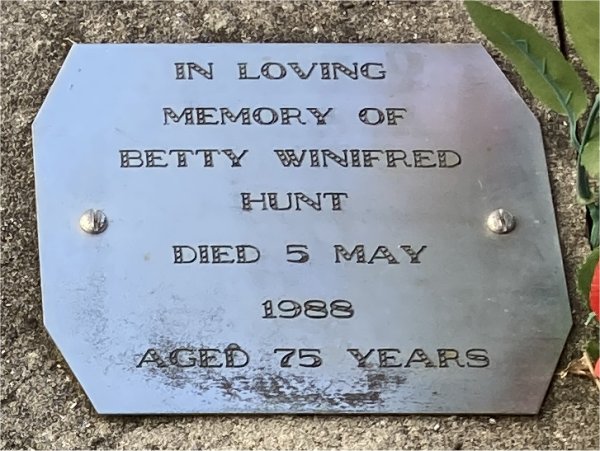 IN LOVING
MEMORY OF
BETTY WINIFRED
HUNT
DIED 5 MAY
1988
AGED 75 YEARS